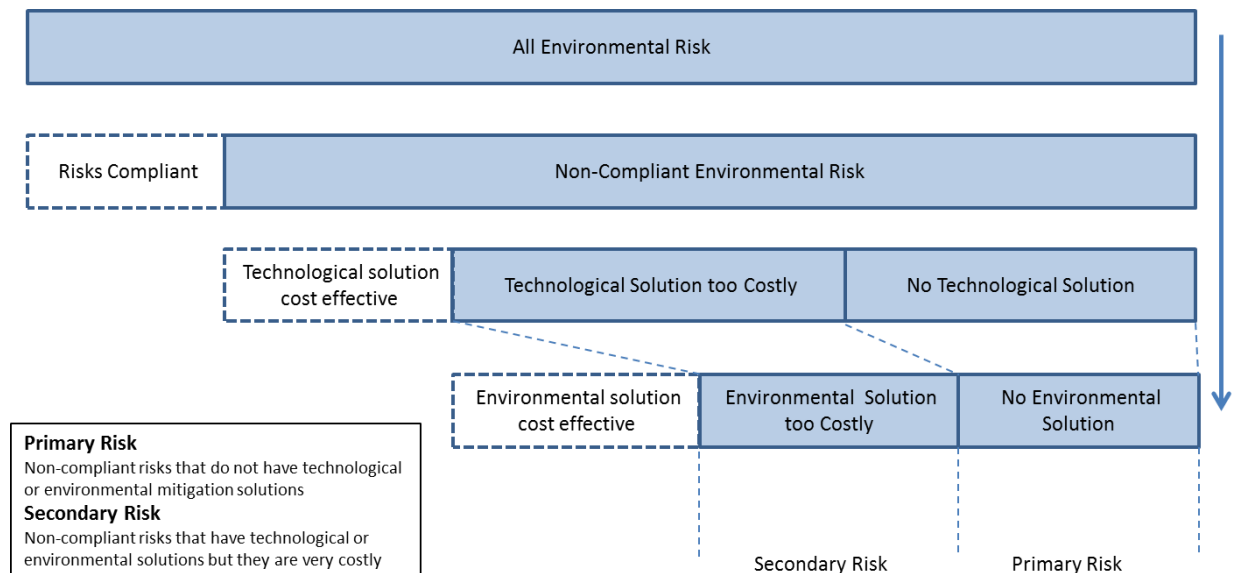 All Environmental Risk
Risks Compliant
Non-Compliant Environmental Risk
Technological solution
cost effective
Technological Solution too Costly
No Technological Solution
Environmental solution
cost effective
Environmental  Solution
too Costly
No Environmental
Solution
Primary Risk
Non-compliant risks that do not have technological
or environmental mitigation solutions
Secondary Risk
Non-compliant risks that have technological or
environmental solutions but they are very costly
Secondary Risk
Primary Risk